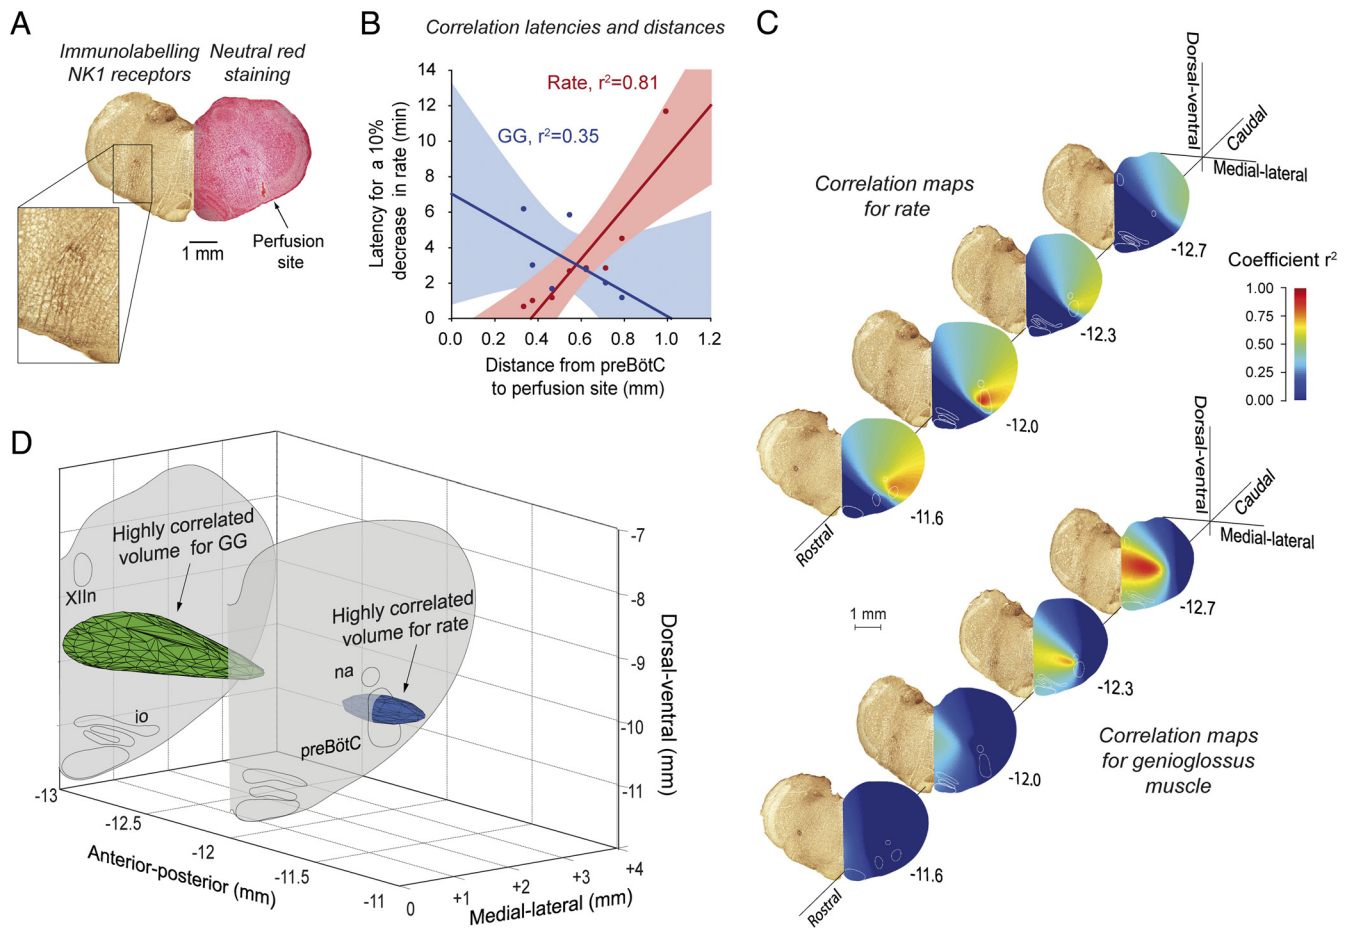 A
Immunolabelling
NK1 receptors
Neutral red
staining
1 mm
Perfusion
site
B
Correlation latencies and distances
Latency for a 10%
decrease in rate (min)
14
12
10
8
6
4
2
0
Rate, r²=0.81
GG, r²=0.35
0.0 0.2 0.4 0.6 0.8 1.0 1.2
Distance from preBötC
to perfusion site (mm)
C
Correlation maps
for rate
Dorsal-ventral
Caudal
Medial-lateral
-12.7
-12.3
-12.0
-11.6
Rostral
Coefficient r²
1.00
0.75
0.50
0.25
0.00
Dorsal-ventral
Caudal
Medial-lateral
-12.7
-12.3
-12.0
-11.6
Rostral
1 mm
Correlation maps
for genioglossus
muscle
D
Highly correlated
volume for GG
XIIn
io
Highly correlated
volume for rate
na
preBötC
-7
-8
-9
-10
-11
Dorsal-ventral (mm)
-13
-12.5
-12
-11.5
-11
Anterior-posterior (mm)
0
+1
+2
+3
+4
Medial-lateral (mm)